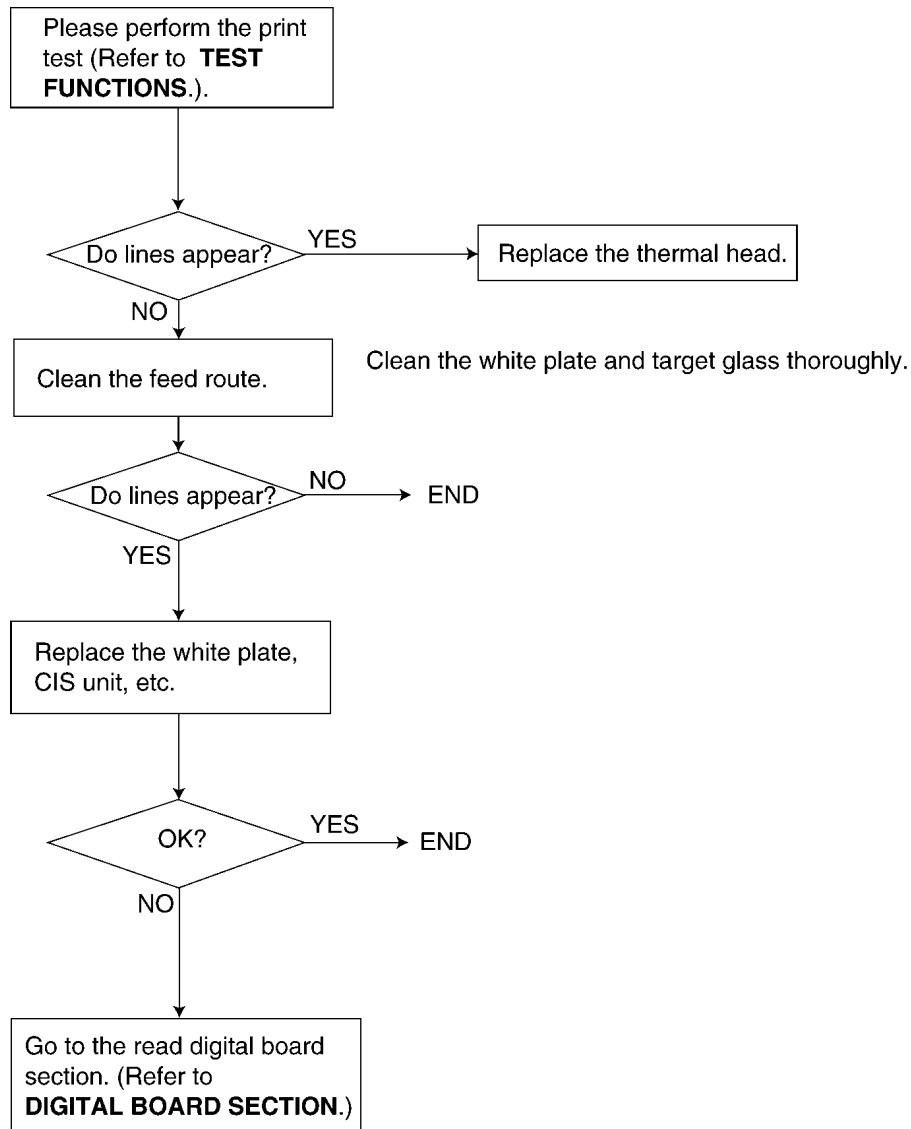 Please perform the print
test (Refer to TEST
FUNCTIONS.).
Do lines appear?
YES
Replace the thermal head.
NO
Clean the feed route.
Clean the white plate and target glass thoroughly.
Do lines appear?
NO
END
YES
Replace the white plate,
CIS unit, etc.
OK?
YES
END
NO
Go to the read digital board
section. (Refer to
DIGITAL BOARD SECTION.)